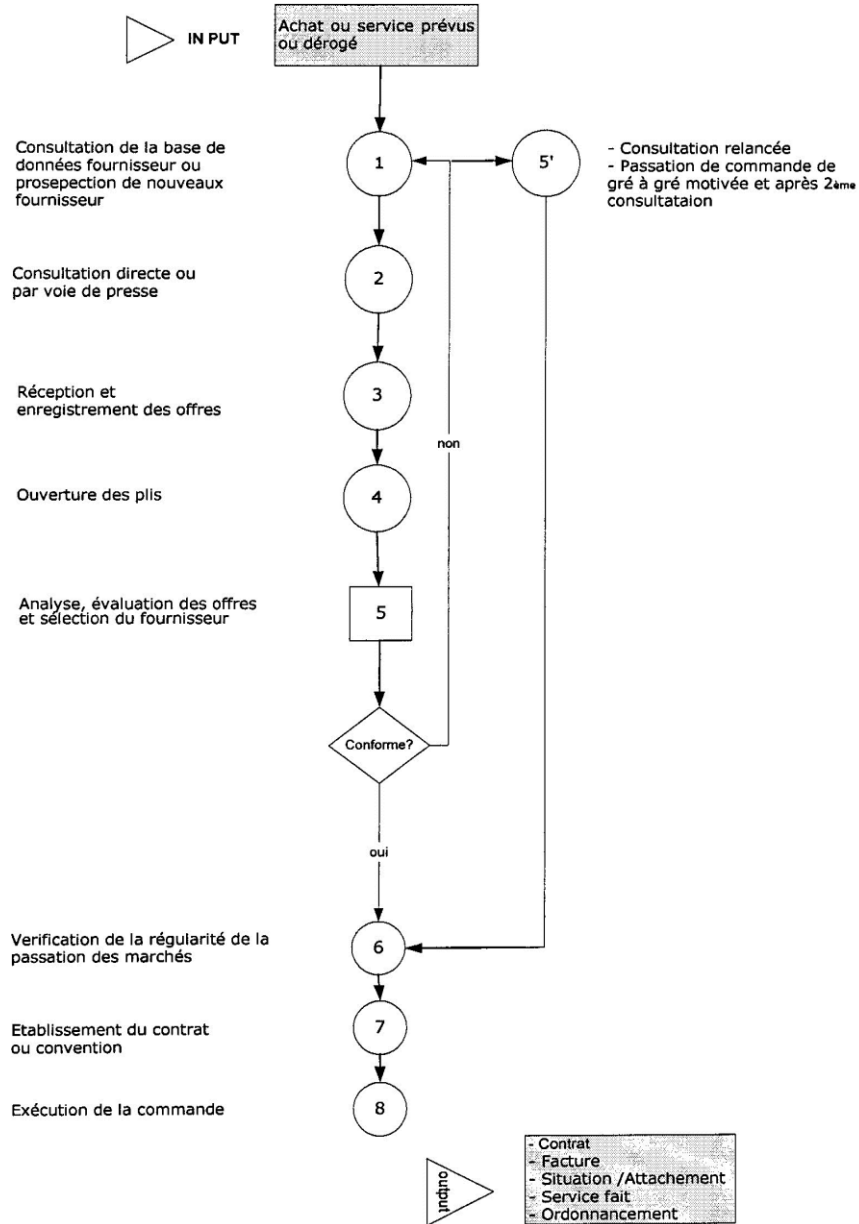 IN PUT
Achat ou service prévus
ou dérogé
Consultation de la base de
données fournisseur ou
prosepection de nouveaux
fournisseur
1
5'
- Consultation relancée
- Passation de commande de
gré à gré motivée et après 2ème
consultataion
Consultation directe ou
par voie de presse
2
Réception et
enregistrement des offres
3
non
Ouverture des plis
4
Analyse, évaluation des offres
et sélection du fournisseur
5
Conforme?
oui
Verification de la régularité de la
passation des marchés
6
Etablissement du contrat
ou convention
7
Exécution de la commande
8
output
- Contrat
- Facture
- Situation /Attachement
- Service fait
- Ordonnancement